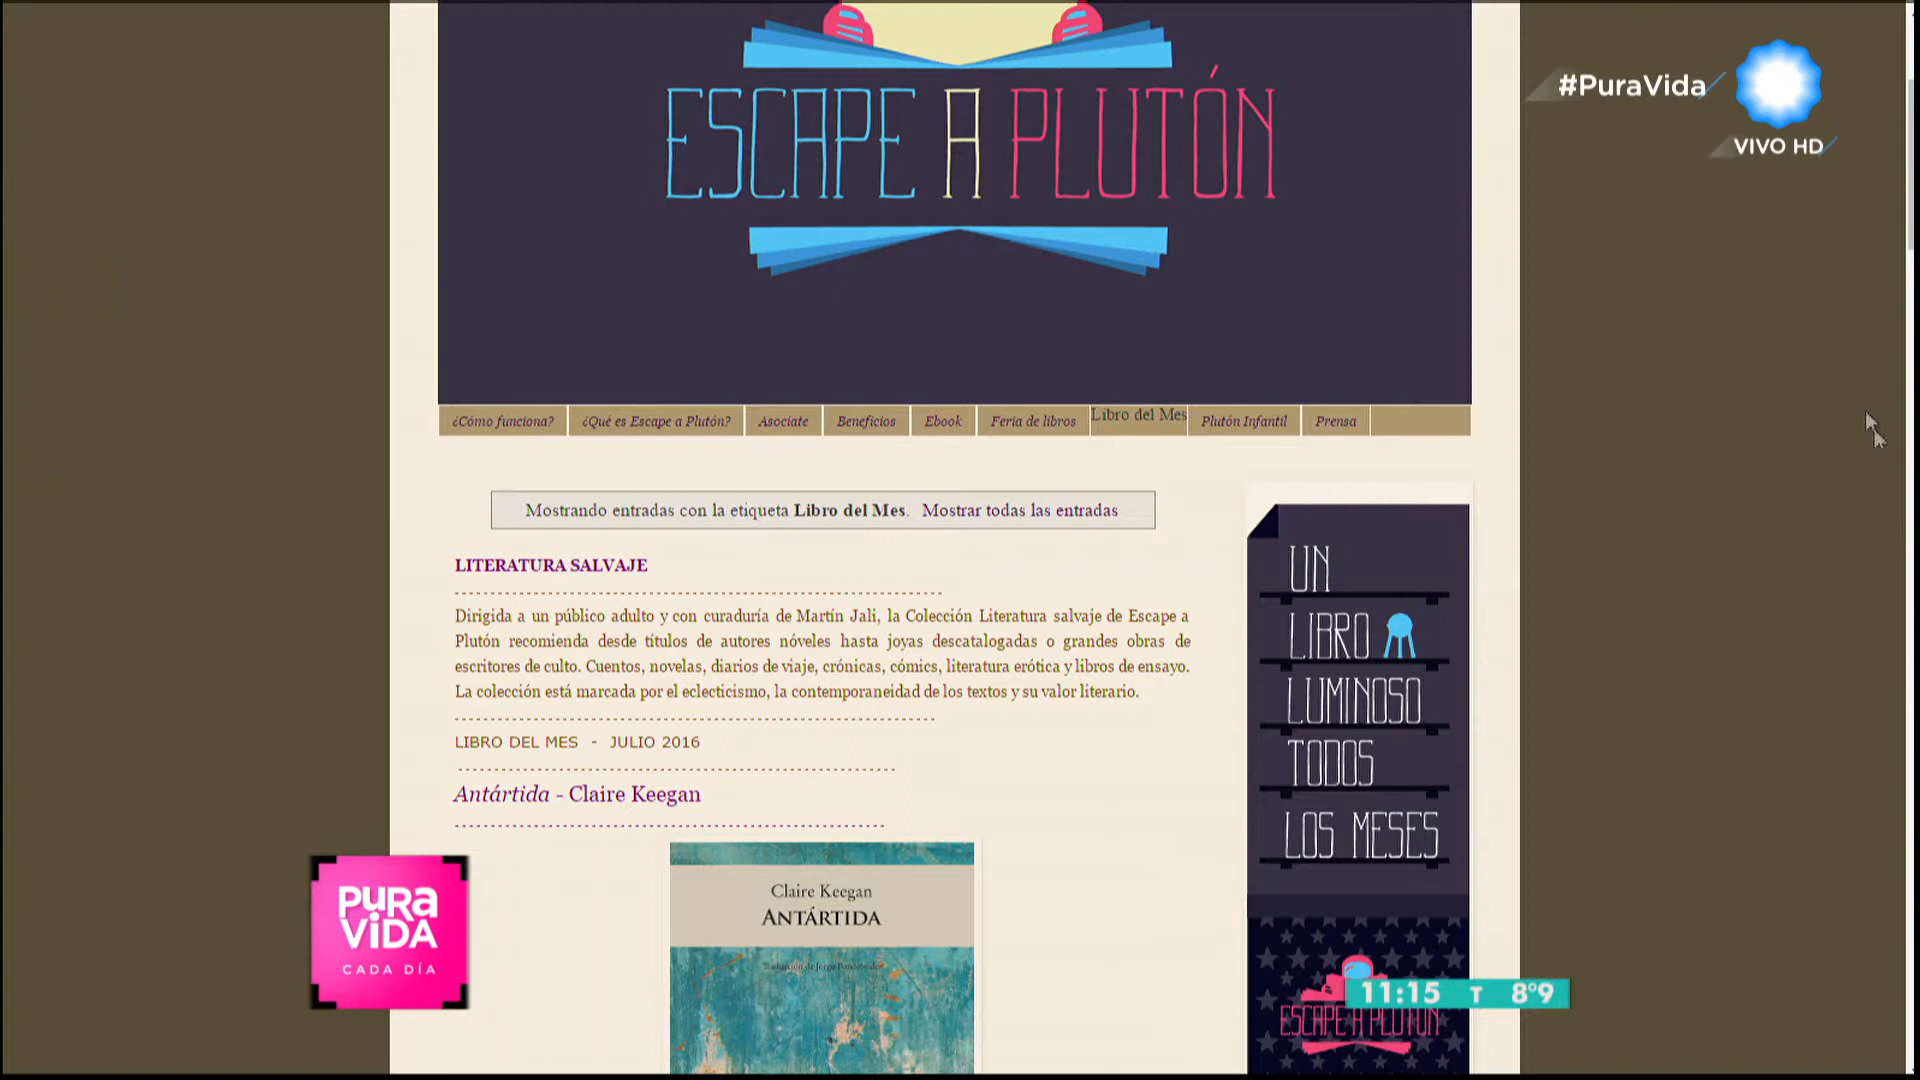 ESCAPE A PLUTÓN
#PuraVida
VIVO HD
¿Cómo funciona? ¿Qué es Escape a Plutón? Asociate Beneficios Ebook Feria de libros Libro del Mes Plutón Infantil Prensa
Mostrando entradas con la etiqueta Libro del Mes. Mostrar todas las entradas
LITERATURA SALVAJE
Dirigida a un público adulto y con curaduría de Martín Jali, la Colección Literatura salvaje de Escape a
Plutón recomienda desde títulos de autores nóveles hasta joyas descatalogadas o grandes obras de
escritores de culto. Cuentos, novelas, diarios de viaje, crónicas, cómics, literatura erótica y libros de ensayo.
La colección está marcada por el eclecticismo, la contemporaneidad de los textos y su valor literario.
LIBRO DEL MES - JULIO 2016
Antártida - Claire Keegan
Claire Keegan
ANTÁRTIDA
UN
LIBRO
LUMINOSO
TODOS
LOS MESES
ESCAPE A PLUTÓN
PURA
VIDA
CADA DÍA
11:15 T 8°9